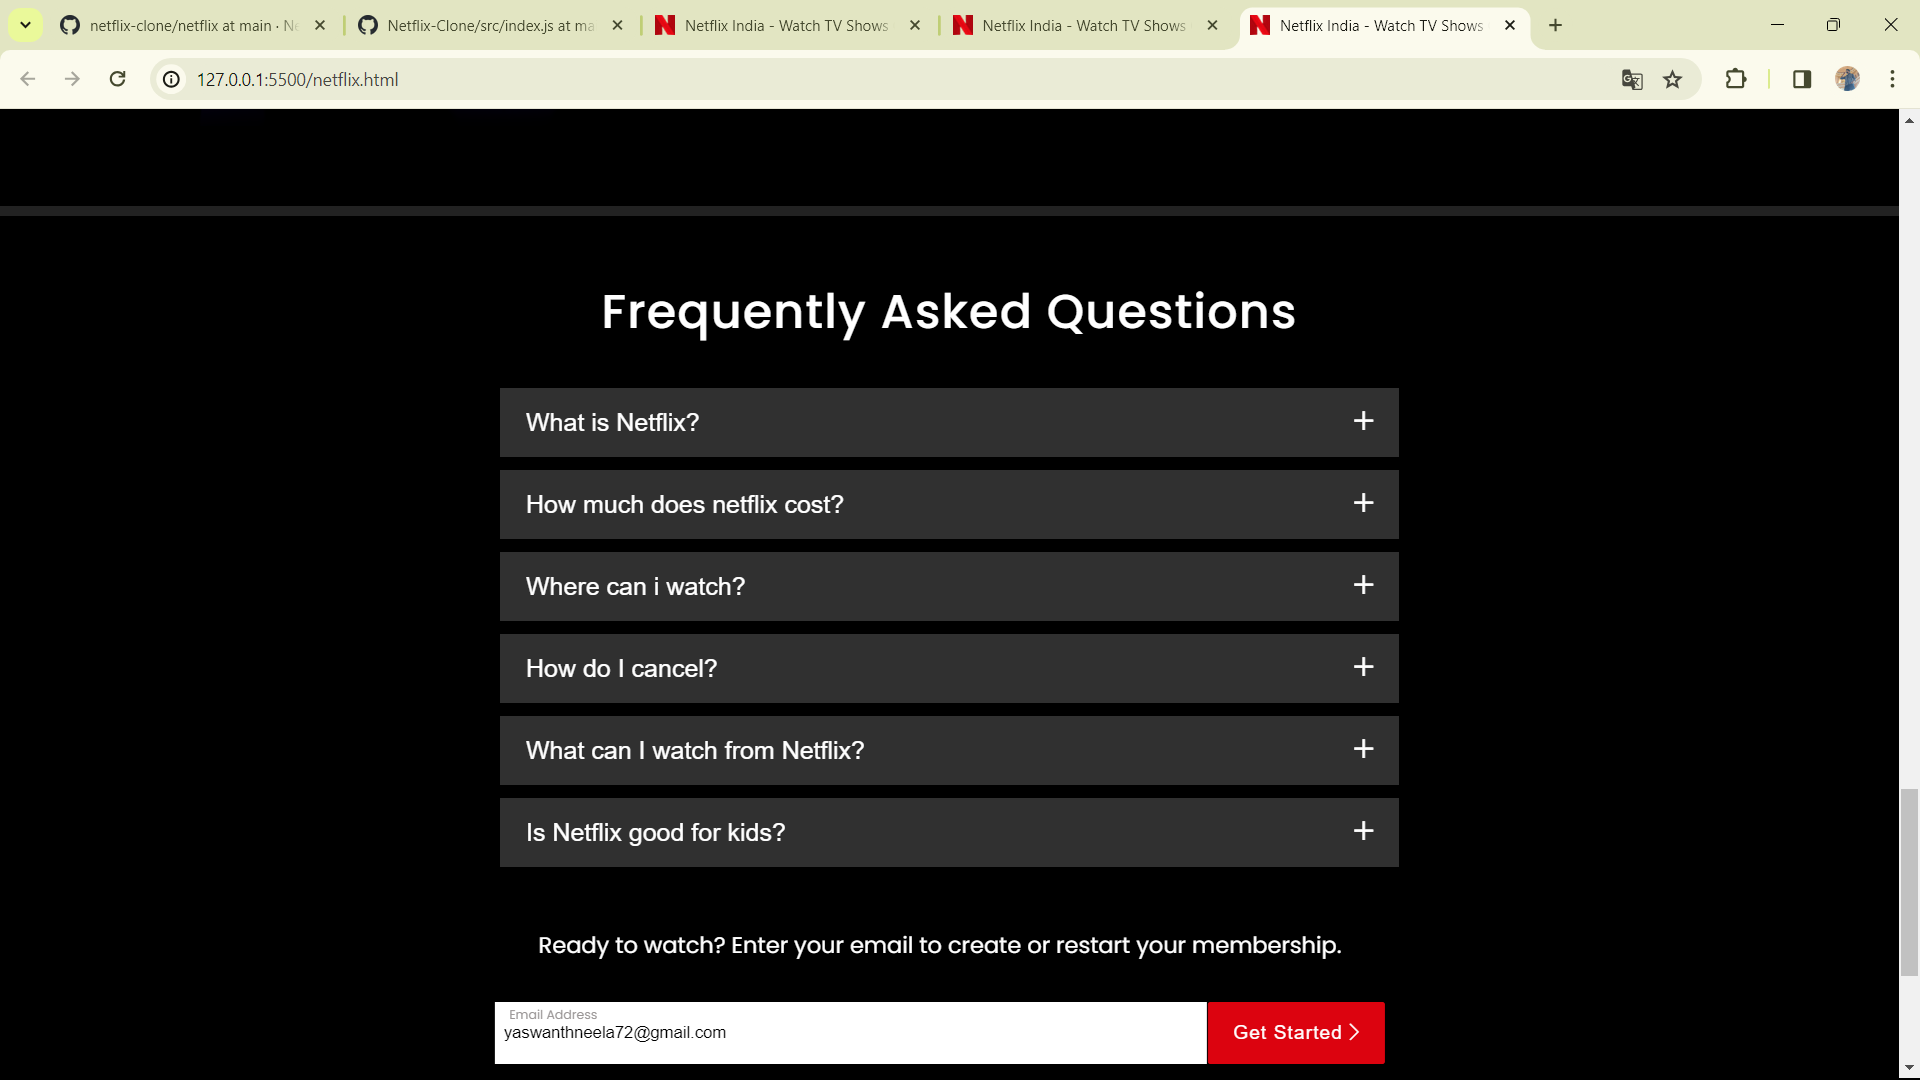 netflix-clone/netflix at main · Ne
Netflix-Clone/src/index.js at ma
Netflix India - Watch TV Shows
Netflix India - Watch TV Shows
Netflix India - Watch TV Shows
127.0.0.1:5500/netflix.html
Frequently Asked Questions
What is Netflix?
How much does netflix cost?
Where can i watch?
How do I cancel?
What can I watch from Netflix?
Is Netflix good for kids?
Ready to watch? Enter your email to create or restart your membership.
Email Address
yaswanthneela72@gmail.com
Get Started